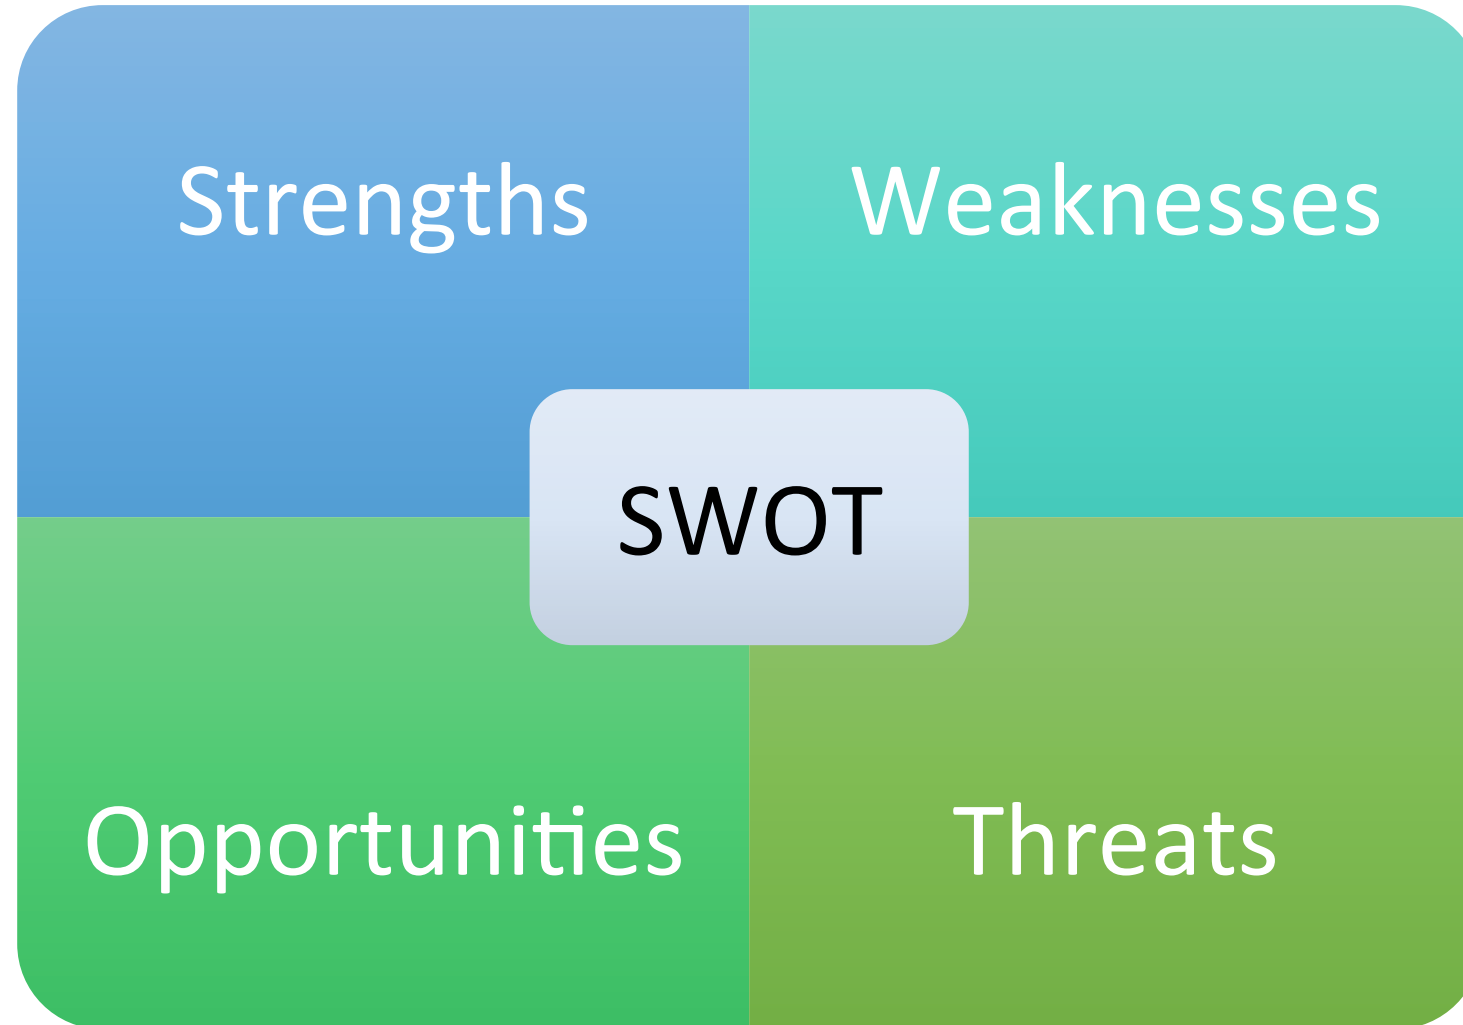 Strengths
Weaknesses
SWOT
Opportunities
Threats